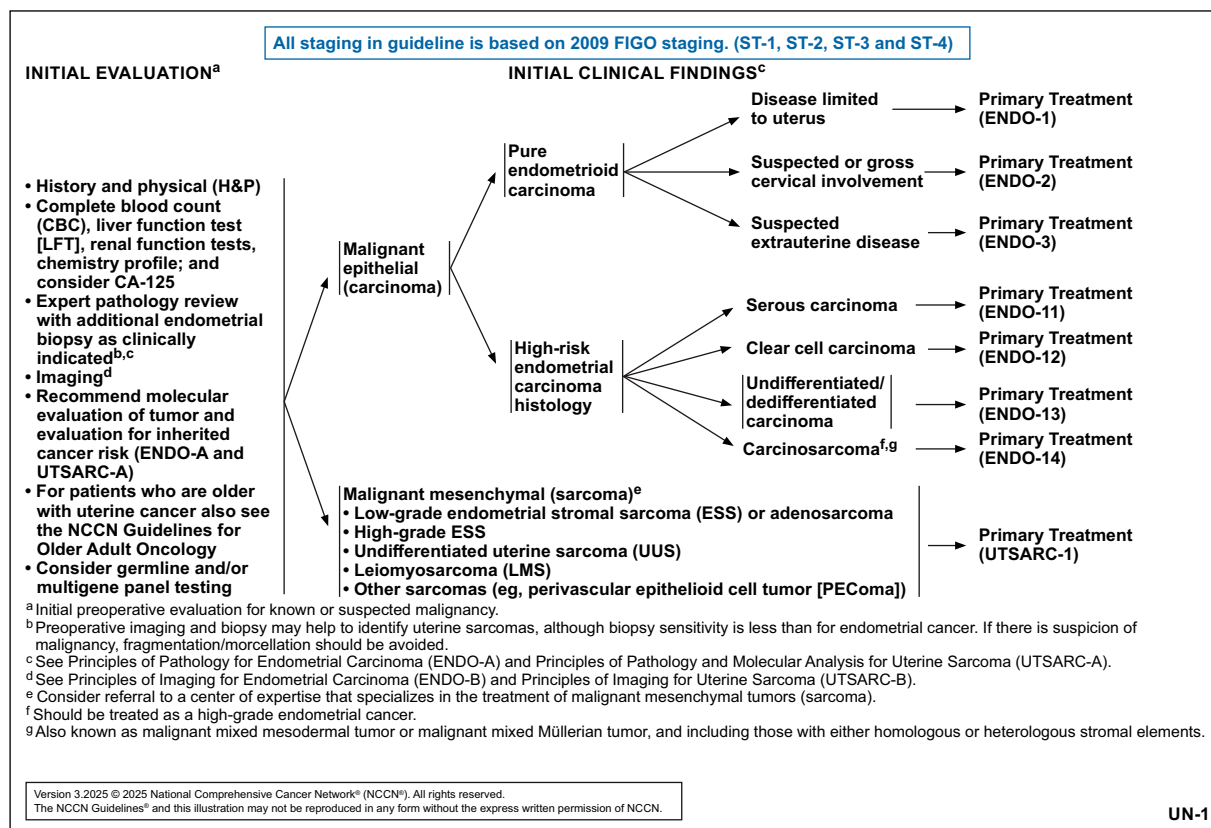 All staging in guideline is based on 2009 FIGO staging. (ST-1, ST-2, ST-3 and ST-4)
INITIAL EVALUATIONa
INITIAL CLINICAL FINDINGSc
• History and physical (H&P)
• Complete blood count
(CBC), liver function test
[LFT], renal function tests,
chemistry profile; and
consider CA-125
• Expert pathology review
with additional endometrial
biopsy as clinically
indicatedb,c
• Imagingd
• Recommend molecular
evaluation of tumor and
evaluation for inherited
cancer risk (ENDO-A and
UTSARC-A)
• For patients who are older
with uterine cancer also see
the NCCN Guidelines for
Older Adult Oncology
• Consider germline and/or
multigene panel testing
Malignant
epithelial
(carcinoma)
Pure
endometrioid
carcinoma
Disease limited
to uterus
Primary Treatment
(ENDO-1)
Suspected or gross
cervical involvement
Primary Treatment
(ENDO-2)
Suspected
extrauterine disease
Primary Treatment
(ENDO-3)
High-risk
endometrial
carcinoma
histology
Serous carcinoma
Primary Treatment
(ENDO-11)
Clear cell carcinoma
Primary Treatment
(ENDO-12)
Undifferentiated/
dedifferentiated
carcinoma
Primary Treatment
(ENDO-13)
Carcinosarcomaf,g
Primary Treatment
(ENDO-14)
Malignant mesenchymal (sarcoma)e
• Low-grade endometrial stromal sarcoma (ESS) or adenosarcoma
• High-grade ESS
• Undifferentiated uterine sarcoma (UUS)
• Leiomyosarcoma (LMS)
• Other sarcomas (eg, perivascular epithelioid cell tumor [PEComa])
Primary Treatment
(UTSARC-1)
a Initial preoperative evaluation for known or suspected malignancy.
b Preoperative imaging and biopsy may help to identify uterine sarcomas, although biopsy sensitivity is less than for endometrial cancer. If there is suspicion of
malignancy, fragmentation/morcellation should be avoided.
c See Principles of Pathology for Endometrial Carcinoma (ENDO-A) and Principles of Pathology and Molecular Analysis for Uterine Sarcoma (UTSARC-A).
d See Principles of Imaging for Endometrial Carcinoma (ENDO-B) and Principles of Imaging for Uterine Sarcoma (UTSARC-B).
e Consider referral to a center of expertise that specializes in the treatment of malignant mesenchymal tumors (sarcoma).
f Should be treated as a high-grade endometrial cancer.
g Also known as malignant mixed mesodermal tumor or malignant mixed Müllerian tumor, and including those with either homologous or heterologous stromal elements.
Version 3.2025 © 2025 National Comprehensive Cancer Network® (NCCN®). All rights reserved.
The NCCN Guidelines® and this illustration may not be reproduced in any form without the express written permission of NCCN.
UN-1